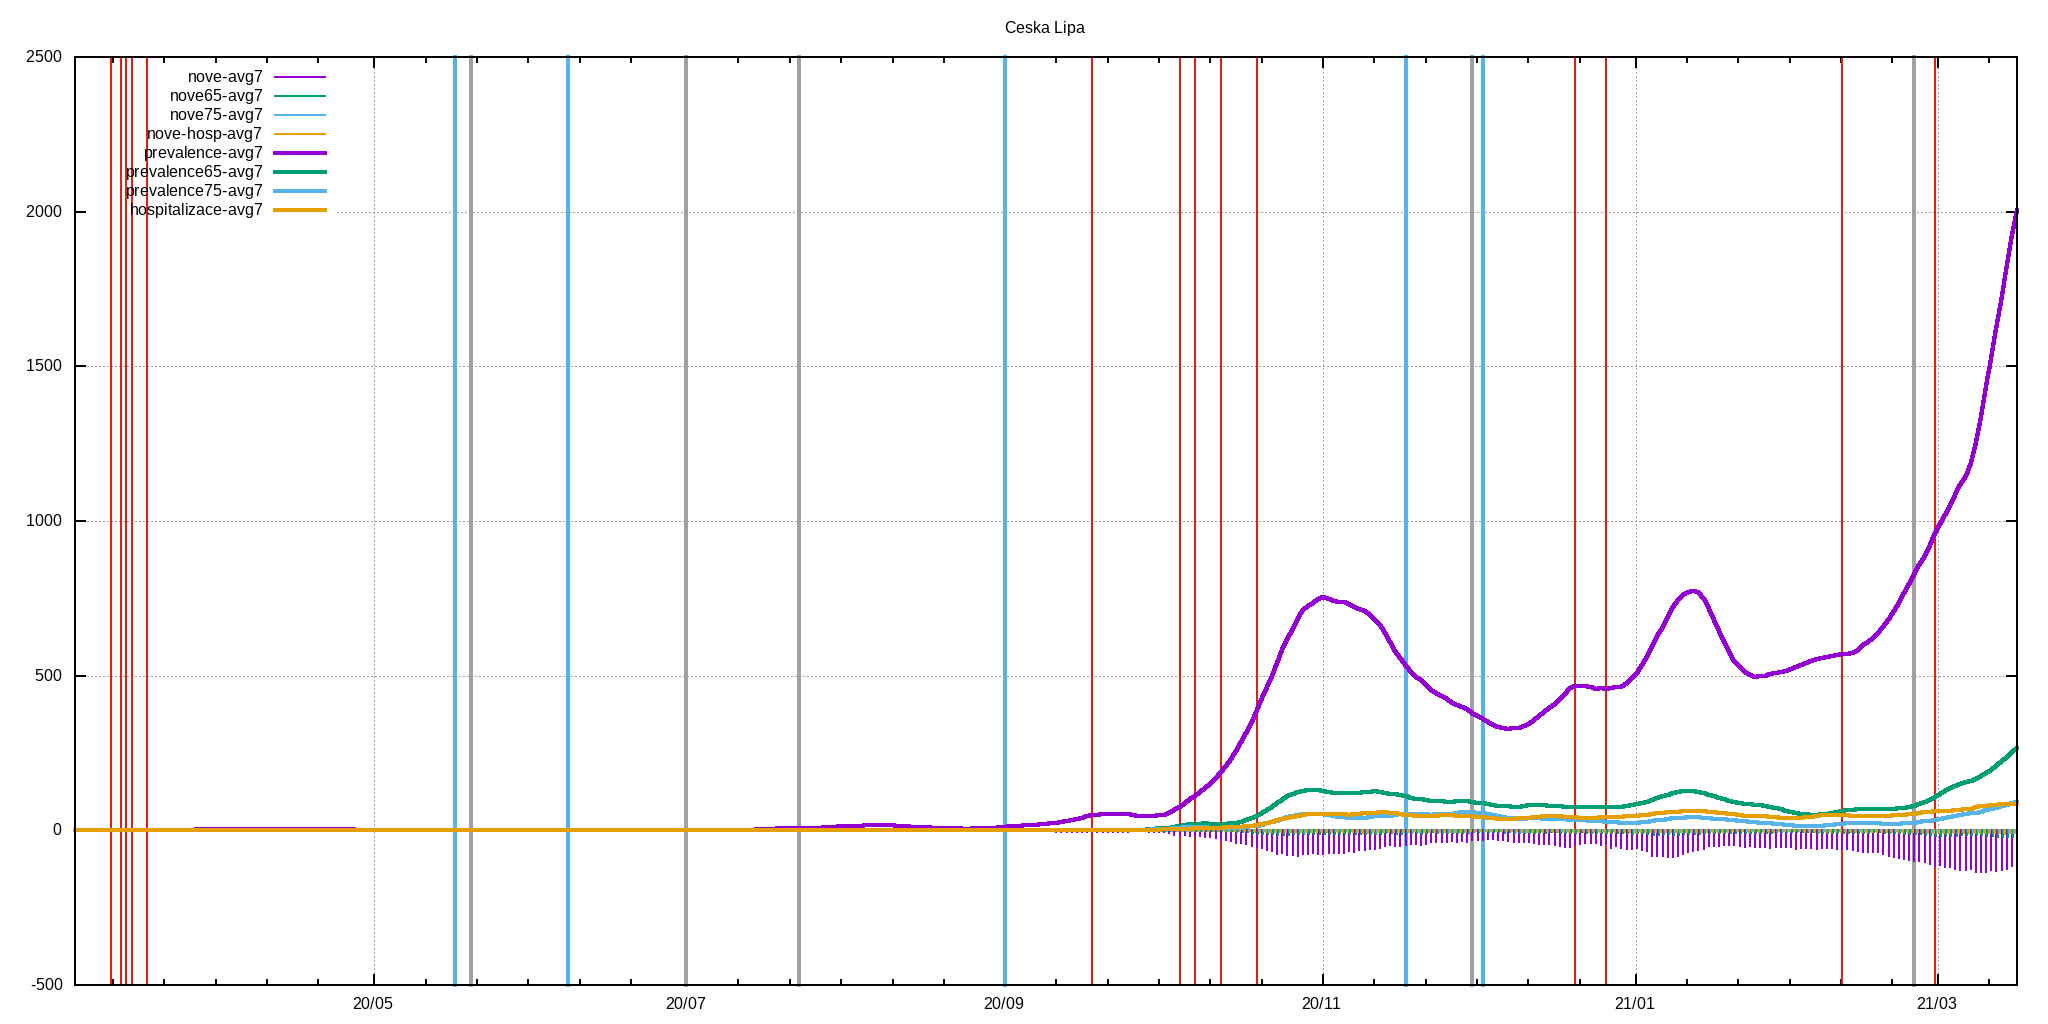 Ceska Lipa
2500
2000
1500
1000
500
0
-500
nove-avg7
nove65-avg7
nove75-avg7
nove-hosp-avg7
prevalence-avg7
prevalence65-avg7
prevalence75-avg7
hospitalizace-avg7
20/05
20/07
20/09
20/11
21/01
21/03